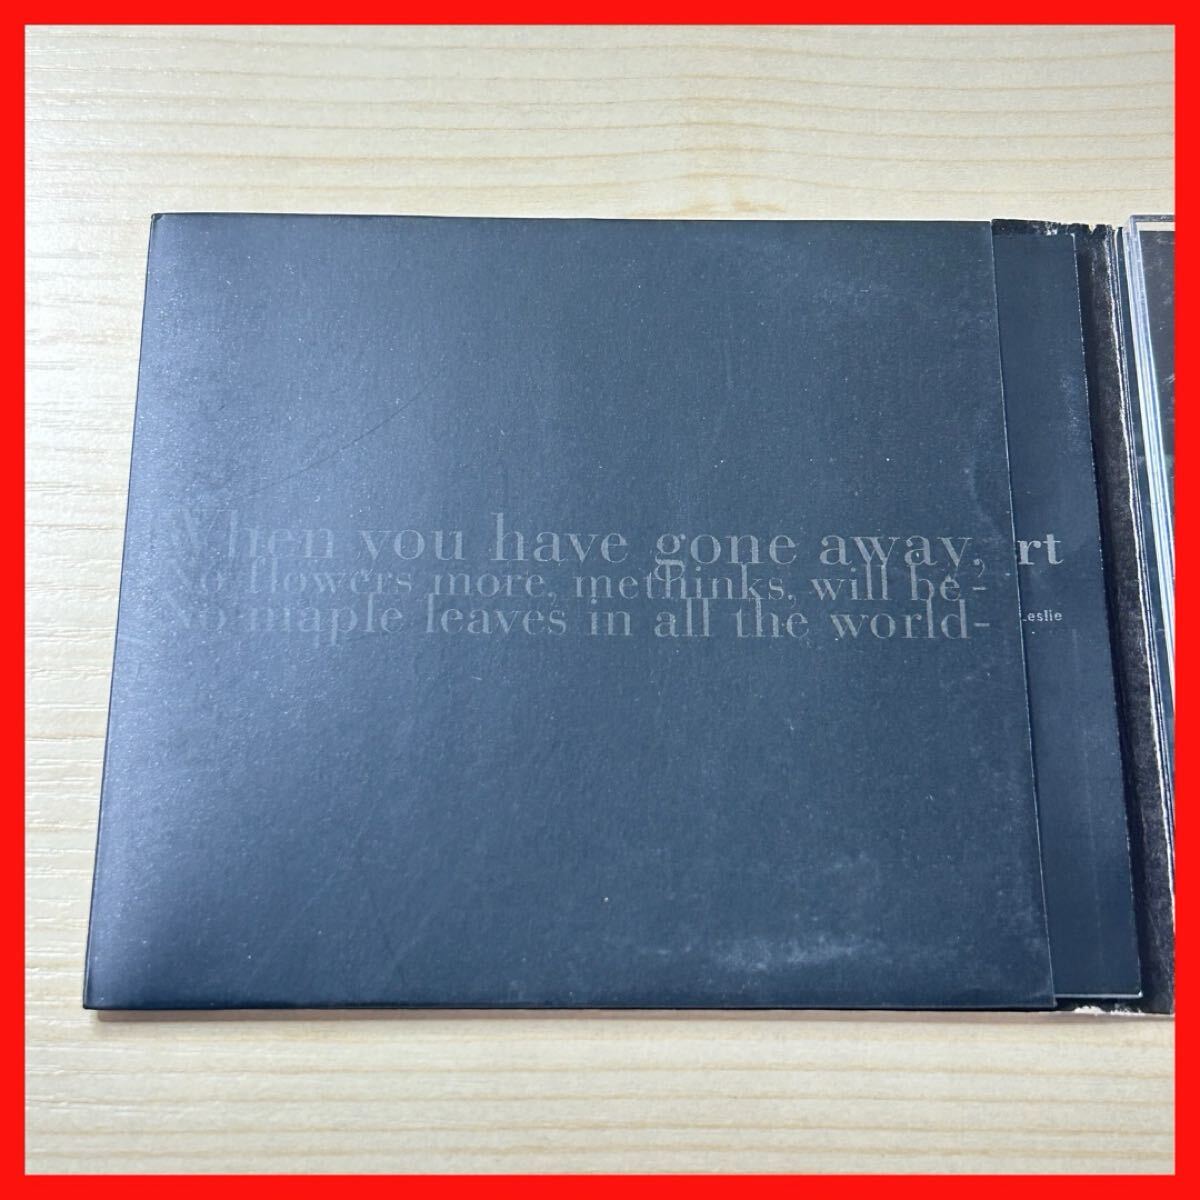 When you have gone away,
No flowers more, methinks, will be-
No maple leaves in all the world-
rt
Leslie